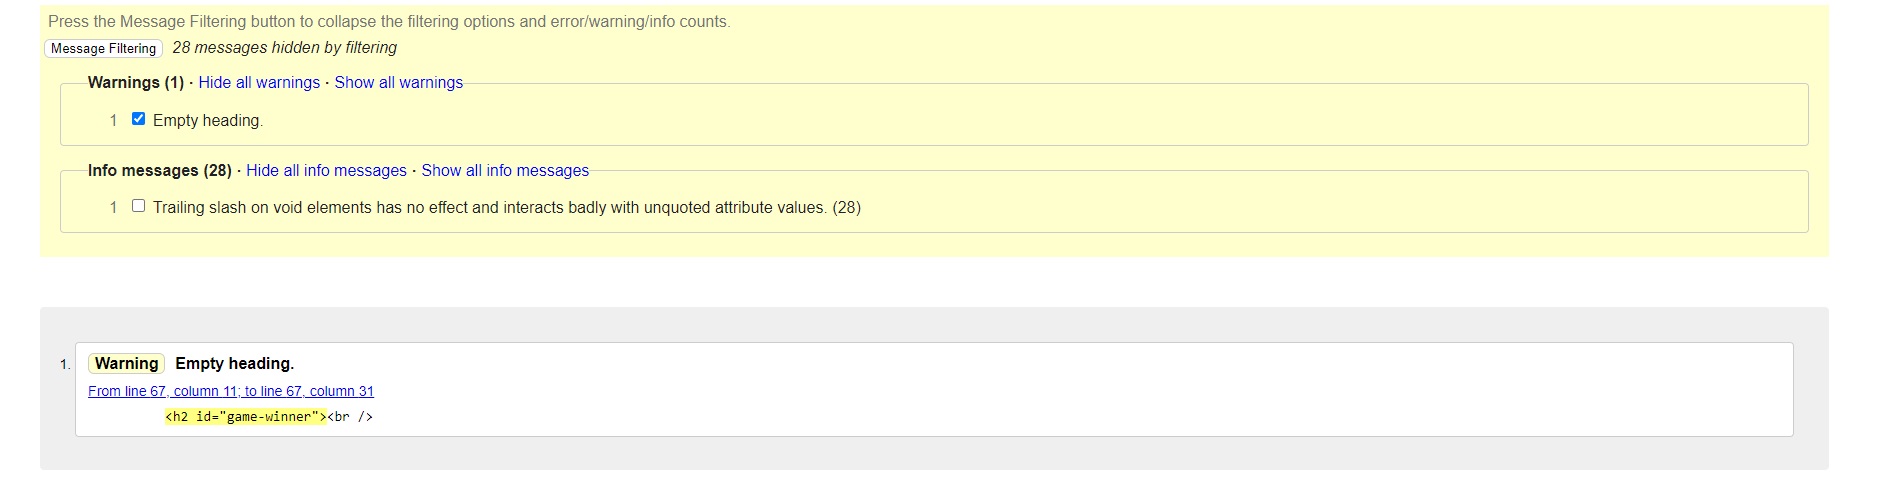 Press the Message Filtering button to collapse the filtering options and error/warning/info counts.
Message Filtering 28 messages hidden by filtering
Warnings (1) · Hide all warnings · Show all warnings
1 Empty heading.
Info messages (28) · Hide all info messages · Show all info messages
1 Trailing slash on void elements has no effect and interacts badly with unquoted attribute values. (28)
1. Warning Empty heading.
From line 67, column 11; to line 67, column 31
<h2 id="game-winner"><br />